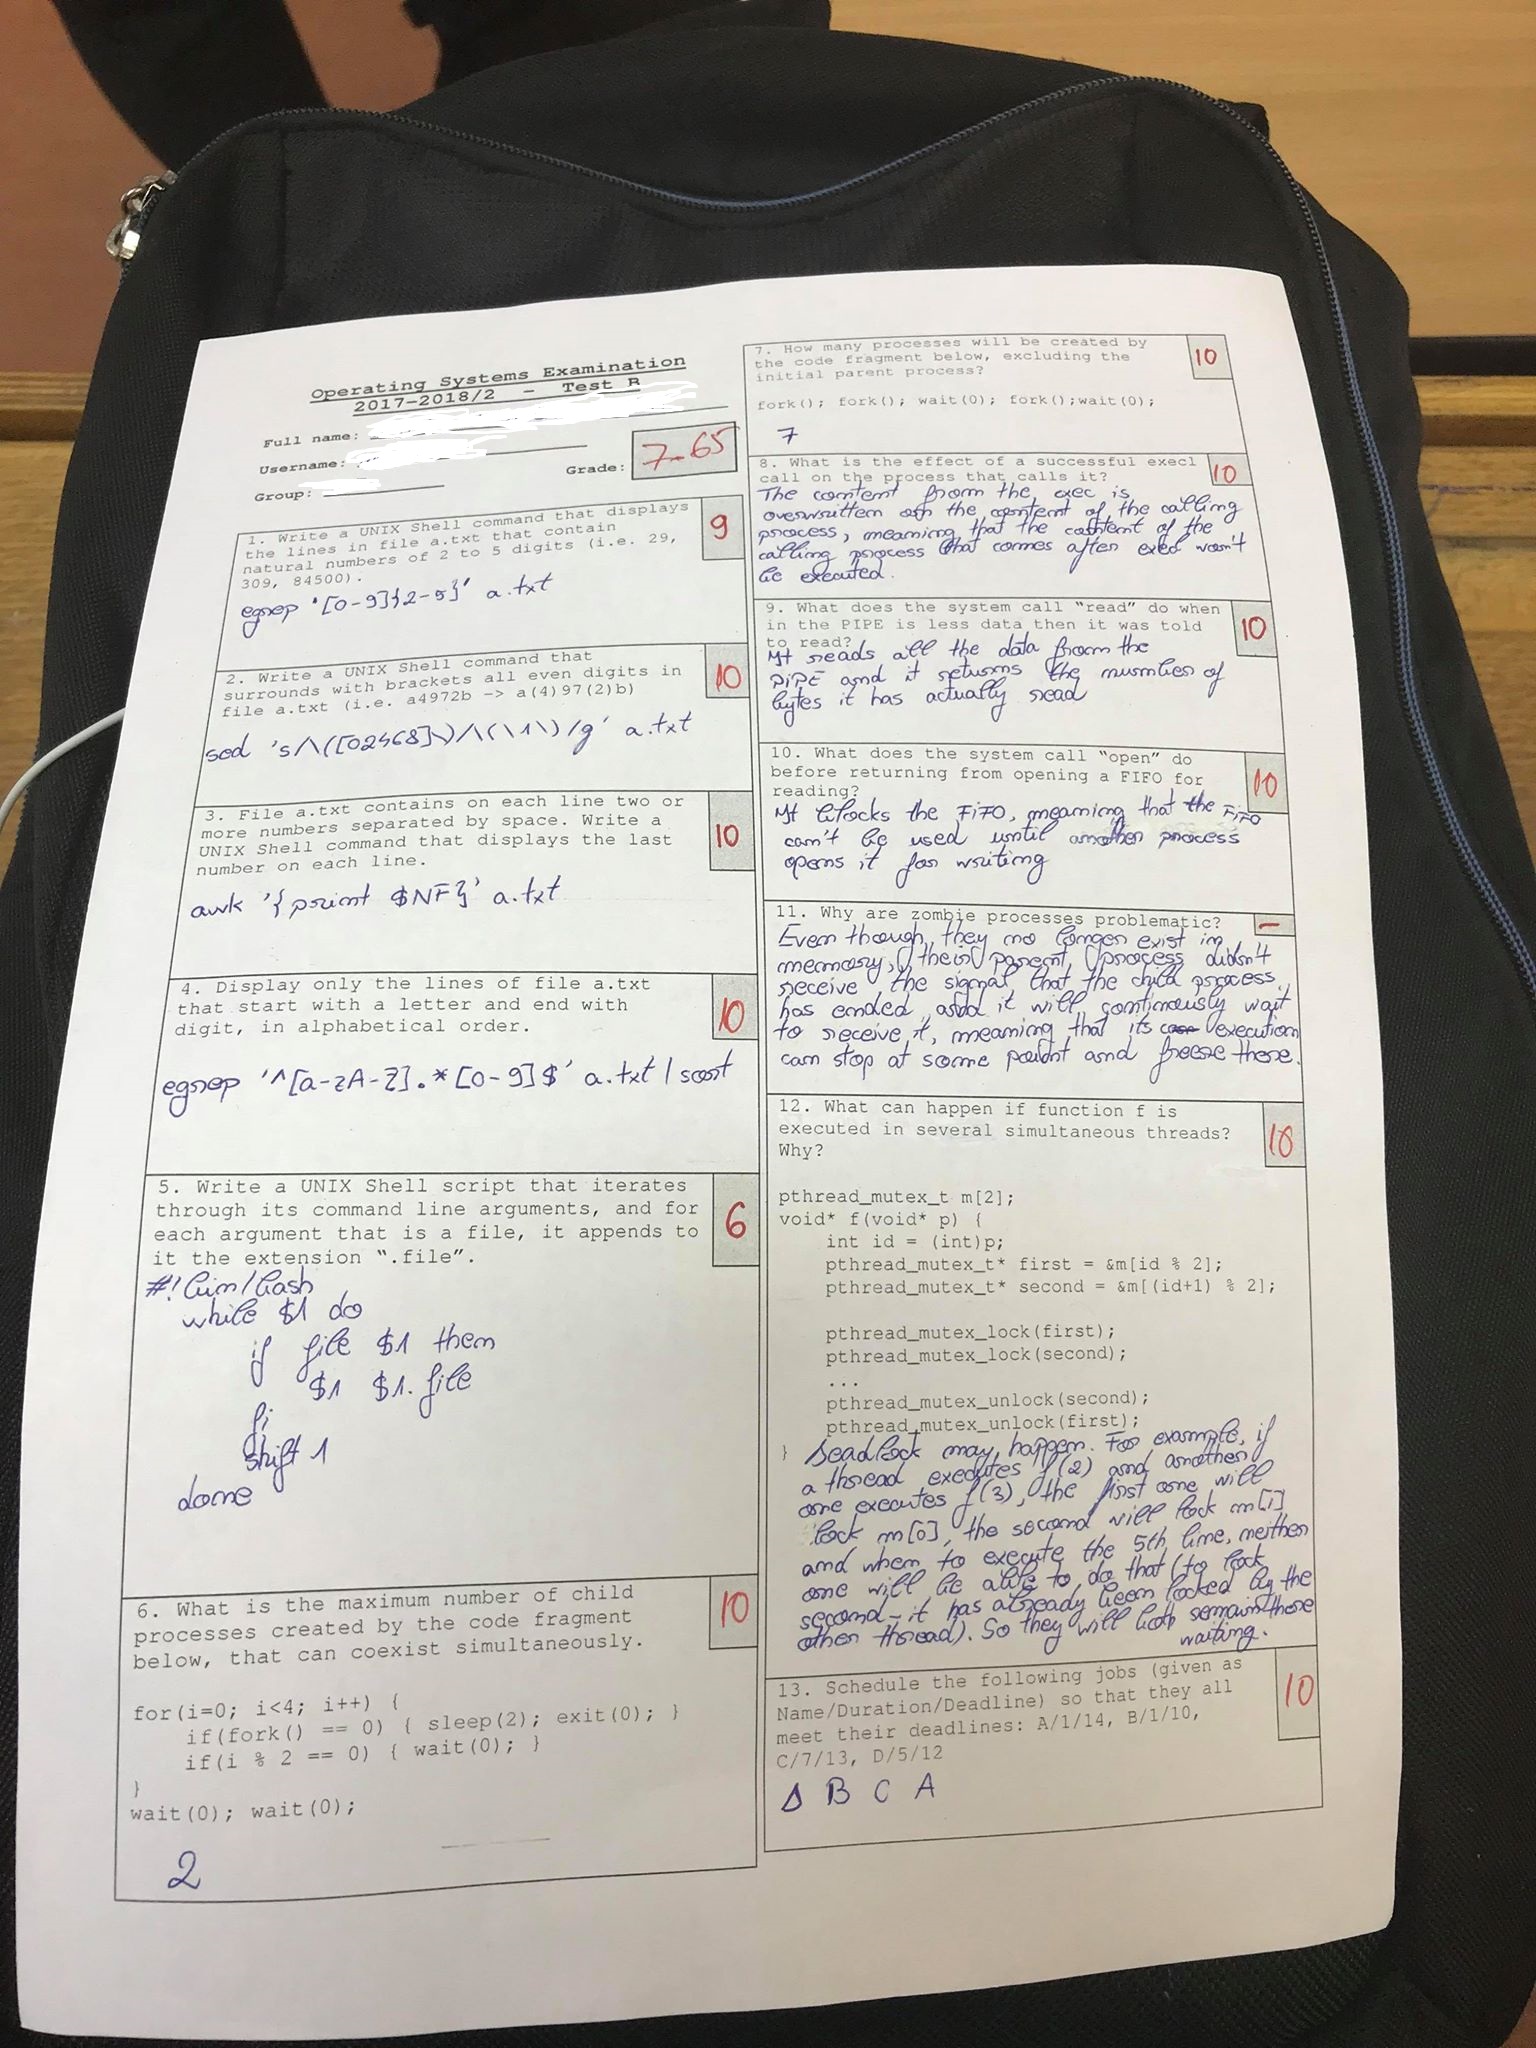 Operating Systems Examination
2017-2018/2 - Test B
Full name:
Username:
Grade: 7.65
Group:
1. Write a UNIX Shell command that displays
the lines in file a.txt that contain
natural numbers of 2 to 5 digits (i.e. 29,
309, 84500).
9
egrep '[0-9]{2-5}' a.txt
2. Write a UNIX Shell command that
surrounds with brackets all even digits in
file a.txt (i.e. a4972b -> a(4)97(2)b)
10
sed 's/\([02468]\)/\(\1\)/g' a.txt
3. File a.txt contains on each line two or
more numbers separated by space. Write a
UNIX Shell command that displays the last
number on each line.
10
awk '{print $NF}' a.txt
4. Display only the lines of file a.txt
that start with a letter and end with
digit, in alphabetical order.
10
egrep '^[a-zA-Z].*[0-9]$' a.txt | sort
5. Write a UNIX Shell script that iterates
through its command line arguments, and for
each argument that is a file, it appends to
it the extension ".file".
6
#!bin/bash
while $1 do
if file $1 then
$1 $1.file
fi
shift 1
done
6. What is the maximum number of child
processes created by the code fragment
below, that can coexist simultaneously.
10
for(i=0; i<4; i++) {
if(fork() == 0) { sleep(2); exit(0); }
if(i % 2 == 0) { wait(0); }
}
wait(0); wait(0);
2
7. How many processes will be created by
the code fragment below, excluding the
initial parent process?
10
fork(); fork(); wait(0); fork();wait(0);
7
8. What is the effect of a successful execl
call on the process that calls it?
10
The content from the exec is
overwritten on the content of the calling
process, meaning that the content of the
calling process that comes after exec won't
be executed.
9. What does the system call "read" do when
in the PIPE is less data then it was told
to read?
10
It reads all the data from the
PIPE and it returns the number of
bytes it has actually read
10. What does the system call "open" do
before returning from opening a FIFO for
reading?
10
It blocks the FIFO, meaning that the FIFO
can't be used until another process
opens it for writing
11. Why are zombie processes problematic?
-
Even though they no longer exist in
memory, their parent process didn't
receive the signal that the child process
has ended and it will continously wait
to receive it, meaning that its execution
can stop at some point and freeze there.
12. What can happen if function f is
executed in several simultaneous threads?
Why?
10
pthread_mutex_t m[2];
void* f(void* p) {
int id = (int)p;
pthread_mutex_t* first = &m[id % 2];
pthread_mutex_t* second = &m[(id+1) % 2];
pthread_mutex_lock(first);
pthread_mutex_lock(second);
...
pthread_mutex_unlock(second);
pthread_mutex_unlock(first);
} Deadlock may happen. For example, if
a thread executes f(2) and another
one executes f(3), the first one will
lock m[0], the second will lock m[1]
and when to execute the 5th line, neither
one will be able to do that (to lock
second - it has already been locked by the
other thread). So they will both remain there
waiting.
13. Schedule the following jobs (given as
Name/Duration/Deadline) so that they all
meet their deadlines: A/1/14, B/1/10,
C/7/13, D/5/12
10
D B C A